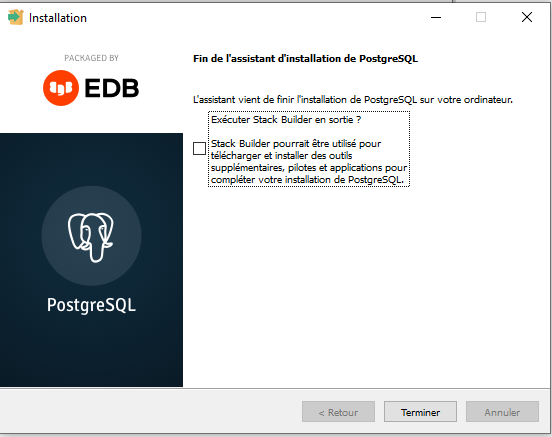 Installation
PACKAGED BY
EDB
Fin de l'assistant d'installation de PostgreSQL
L'assistant vient de finir l'installation de PostgreSQL sur votre ordinateur.
Exécuter Stack Builder en sortie ?
Stack Builder pourrait être utilisé pour
télécharger et installer des outils
supplémentaires, pilotes et applications pour
compléter votre installation de PostgreSQL.
PostgreSQL
< Retour
Terminer
Annuler